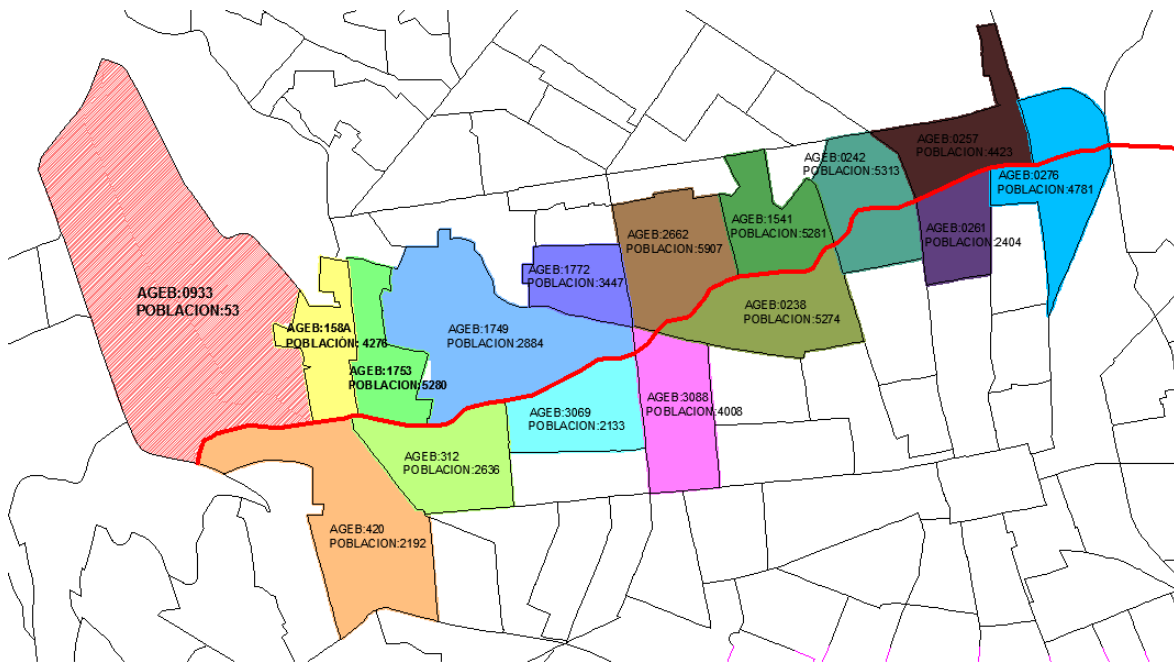 AGEB:0257
POBLACION:4423
AGEB:0242
POBLACION:5313
AGEB:0276
POBLACION:4781
AGEB:1541
POBLACION:5281
AGEB:0261
POBLACION:2404
AGEB:2662
POBLACION:5907
AGEB:1772
POBLACION:3447
AGEB:0933
POBLACION:53
AGEB:0238
POBLACION:5274
AGEB:158A
POBLACION: 4276
AGEB:1749
POBLACION:2884
AGEB:1753
POBLACION:5280
AGEB:3088
POBLACION:4008
AGEB:3069
POBLACION:2133
AGEB:312
POBLACION:2636
AGEB:420
POBLACION:2192